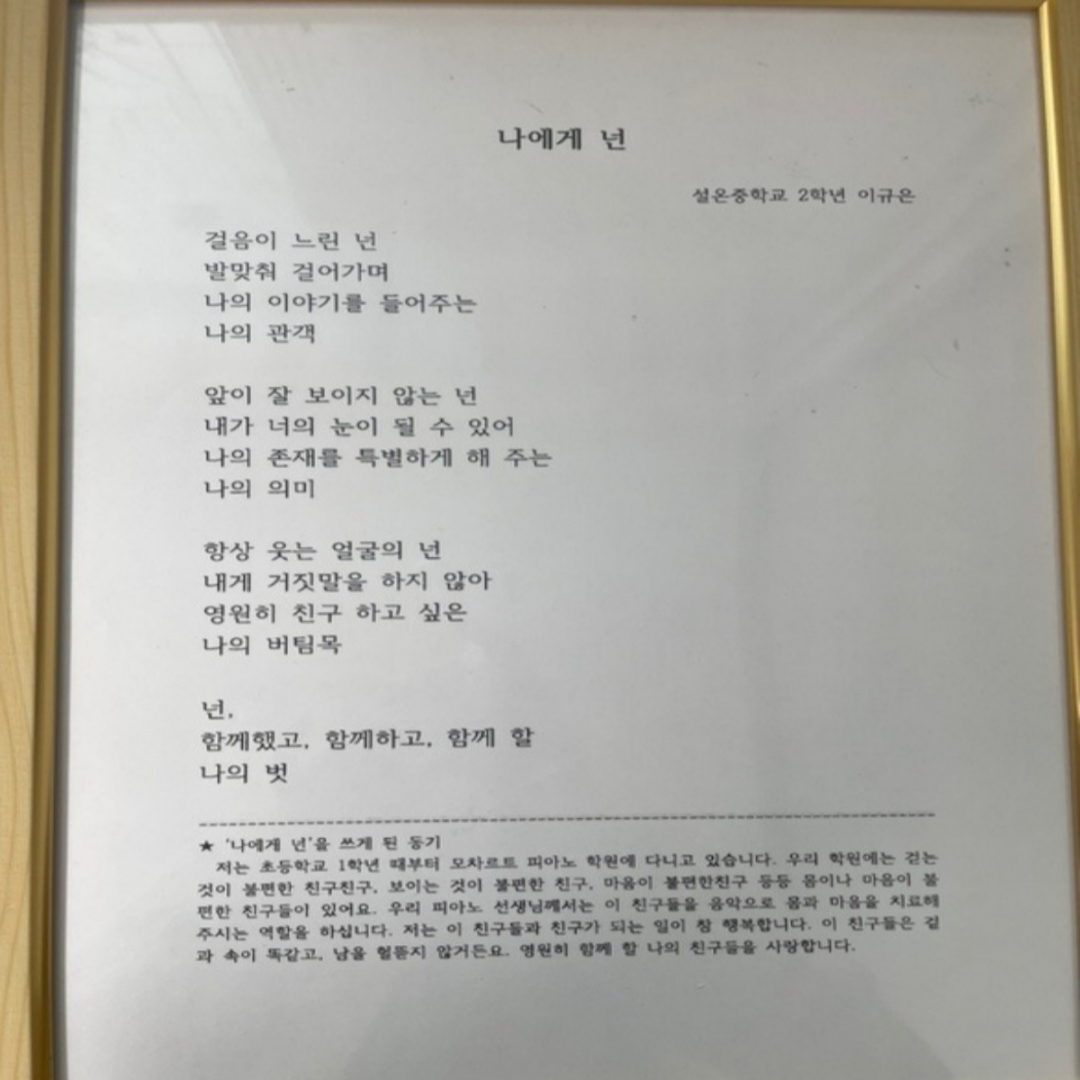 나에게 넌
설온중학교 2학년 이규은
걸음이 느린 넌
발맞춰 걸어가며
나의 이야기를 들어주는
나의 관객
앞이 잘 보이지 않는 넌
내가 너의 눈이 될 수 있어
나의 존재를 특별하게 해 주는
나의 의미
항상 웃는 얼굴의 넌
내게 거짓말을 하지 않아
영원히 친구 하고 싶은
나의 버팀목
넌,
함께했고, 함께하고, 함께 할
나의 벗
★ '나에게 넌'을 쓰게 된 동기
저는 초등학교 1학년 때부터 모차르트 피아노 학원에 다니고 있습니다. 우리 학원에는 걷는
것이 불편한 친구친구, 보이는 것이 불편한 친구, 마음이 불편한친구 등등 몸이나 마음이 불
편한 친구들이 있어요. 우리 피아노 선생님께서는 이 친구들을 음악으로 몸과 마음을 치료해
주시는 역할을 하십니다. 저는 이 친구들과 친구가 되는 일이 참 행복합니다. 이 친구들은 겉
과 속이 똑같고, 남을 헐뜯지 않거든요. 영원히 함께 할 나의 친구들을 사랑합니다.